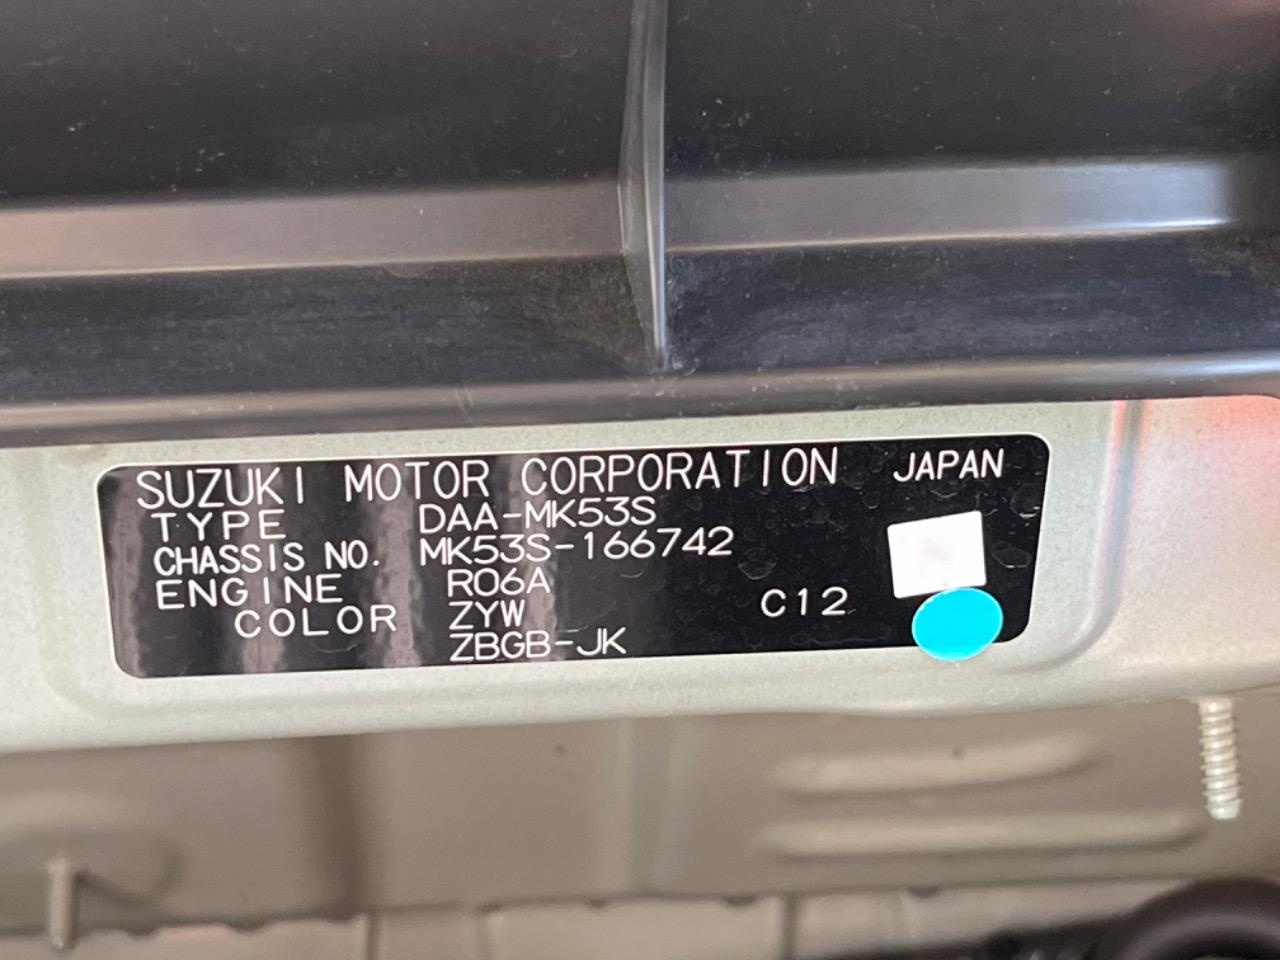 SUZUKI MOTOR CORPORATION JAPAN
TYPE DAA-MK53S
CHASSIS NO. MK53S-166742
ENGINE R06A
COLOR ZYW C12
ZBGB-JK